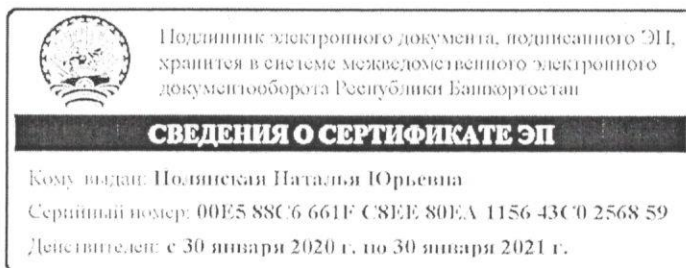 Подлинник электронного документа, подписанного ЭП,
хранится в системе межведомственного электронного
документооборота Республики Башкортостан
СВЕДЕНИЯ О СЕРТИФИКАТЕ ЭП
Кому выдан: Полянская Наталья Юрьевна
Серийный номер: 00E5 88C6 661F C8EE 80EA 1156 43C0 2568 59
Действителен: с 30 января 2020 г. по 30 января 2021 г.